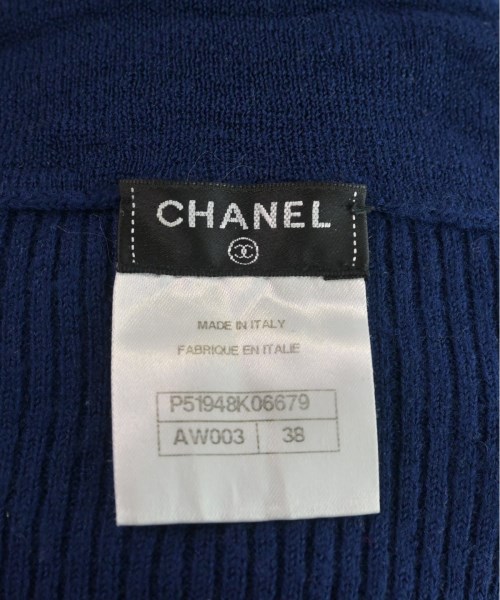 CHANEL
MADE IN ITALY
FABRIQUE EN ITALIE
P51948K06679
AW003 38